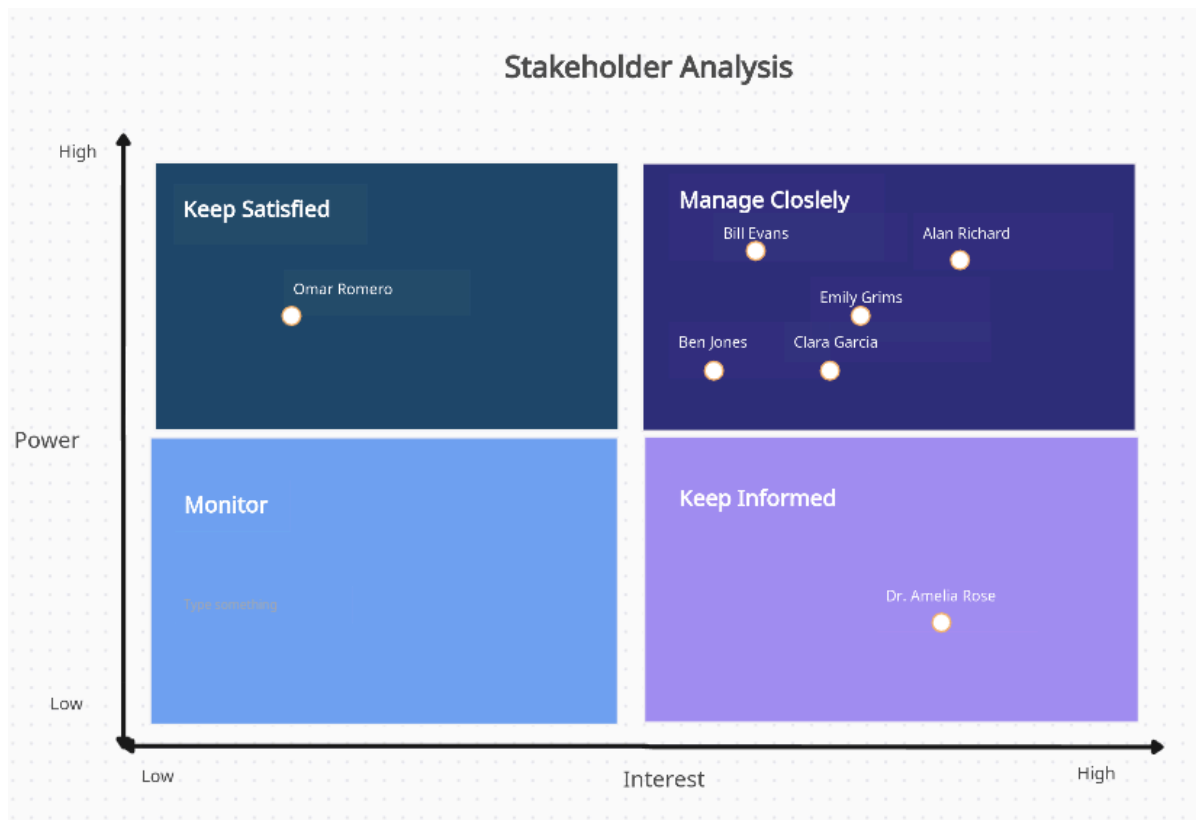 Stakeholder Analysis
High
Keep Satisfied
Omar Romero
Manage Closlely
Bill Evans
Alan Richard
Emily Grims
Ben Jones
Clara Garcia
Power
Monitor
Type something
Keep Informed
Dr. Amelia Rose
Low
Low
Interest
High